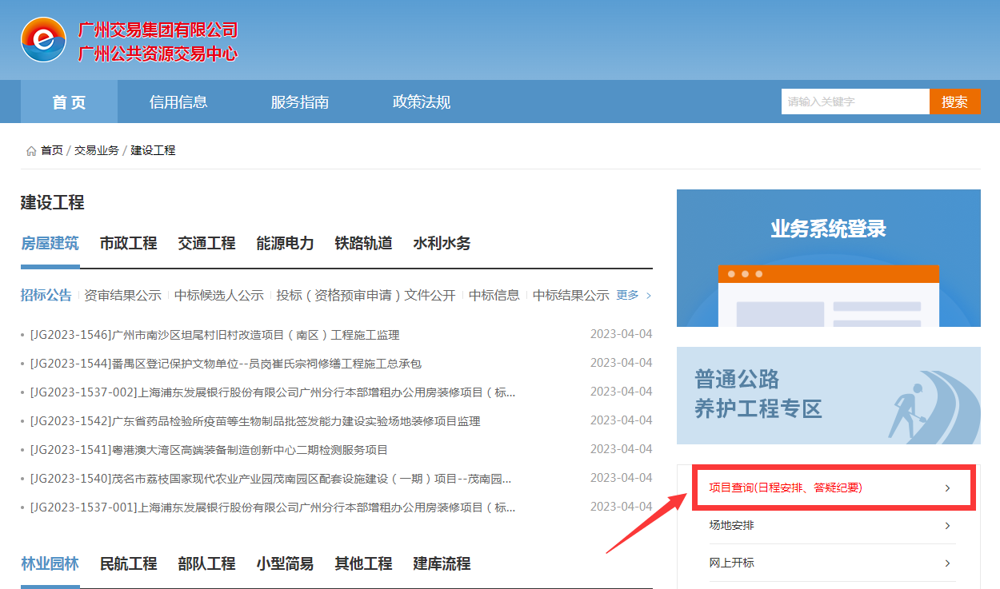 广州交易集团有限公司
广州公共资源交易中心
首 页
信用信息
服务指南
政策法规
请输入关键字
搜索
首页 / 交易业务 / 建设工程
建设工程
房屋建筑 市政工程 交通工程 能源电力 铁路轨道 水利水务
招标公告 资审结果公示 中标候选人公示 投标（资格预审申请）文件公开 中标信息 中标结果公示 更多 >
[JG2023-1546]广州市南沙区坦尾村旧村改造项目（南区）工程施工监理 2023-04-04
[JG2023-1544]番禺区登记保护文物单位--员岗崔氏宗祠修缮工程施工总承包 2023-04-04
[JG2023-1537-002]上海浦东发展银行股份有限公司广州分行本部增租办公用房装修项目（标... 2023-04-04
[JG2023-1542]广东省药品检验所疫苗等生物制品批签发能力建设实验场地装修项目监理 2023-04-04
[JG2023-1541]粤港澳大湾区高端装备制造创新中心二期检测服务项目 2023-04-04
[JG2023-1540]茂名市荔枝国家现代农业产业园茂南园区配套设施建设（一期）项目--茂南园... 2023-04-04
[JG2023-1537-001]上海浦东发展银行股份有限公司广州分行本部增租办公用房装修项目（标... 2023-04-04
林业园林 民航工程 部队工程 小型简易 其他工程 建库流程
业务系统登录
普通公路
养护工程专区
项目查询(日程安排、答疑纪要)
场地安排
网上开标